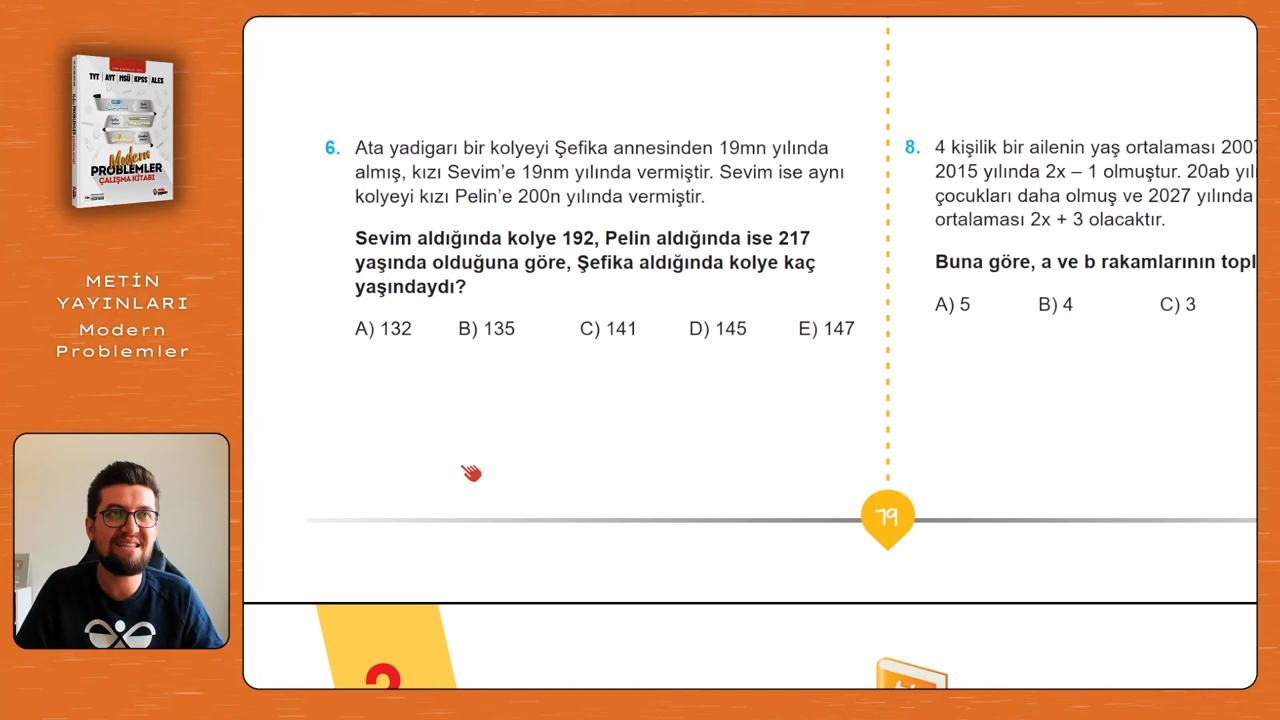 TYT AYT MSÜ KPSS ALES
Modern
PROBLEMLER
ÇALIŞMA KİTABI
METİN
YAYINLARI
Modern
Problemler
6. Ata yadigarı bir kolyeyi Şefika annesinden 19mn yılında
almış, kızı Sevim’e 19nm yılında vermiştir. Sevim ise aynı
kolyeyi kızı Pelin’e 200n yılında vermiştir.
Sevim aldığında kolye 192, Pelin aldığında ise 217
yaşında olduğuna göre, Şefika aldığında kolye kaç
yaşındaydı?
A) 132 B) 135 C) 141 D) 145 E) 147
8. 4 kişilik bir ailenin yaş ortalaması 2007
2015 yılında 2x – 1 olmuştur. 20ab yıl
çocukları daha olmuş ve 2027 yılında
ortalaması 2x + 3 olacaktır.
Buna göre, a ve b rakamlarının topl
A) 5 B) 4 C) 3
79
2